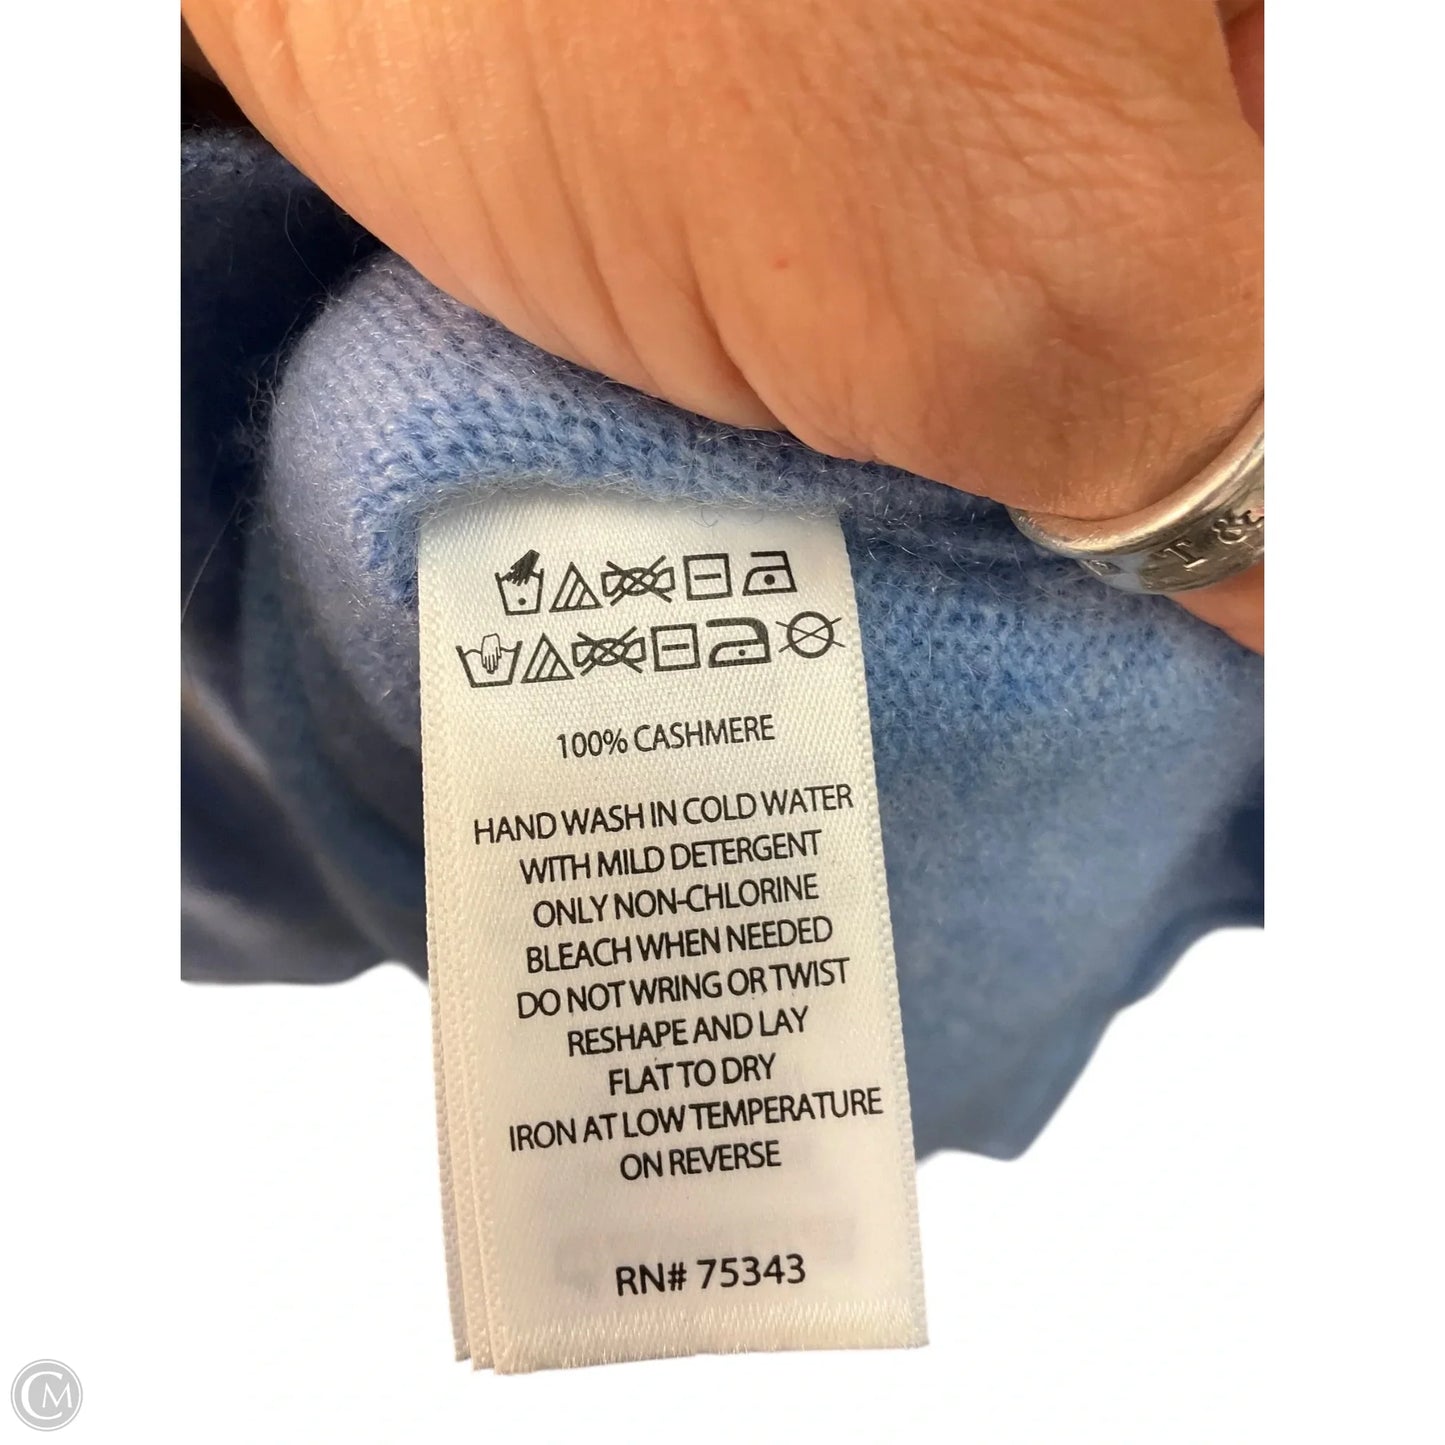 T &
100% CASHMERE
HAND WASH IN COLD WATER
WITH MILD DETERGENT
ONLY NON-CHLORINE
BLEACH WHEN NEEDED
DO NOT WRING OR TWIST
RESHAPE AND LAY
FLAT TO DRY
IRON AT LOW TEMPERATURE
ON REVERSE
RN# 75343
CM